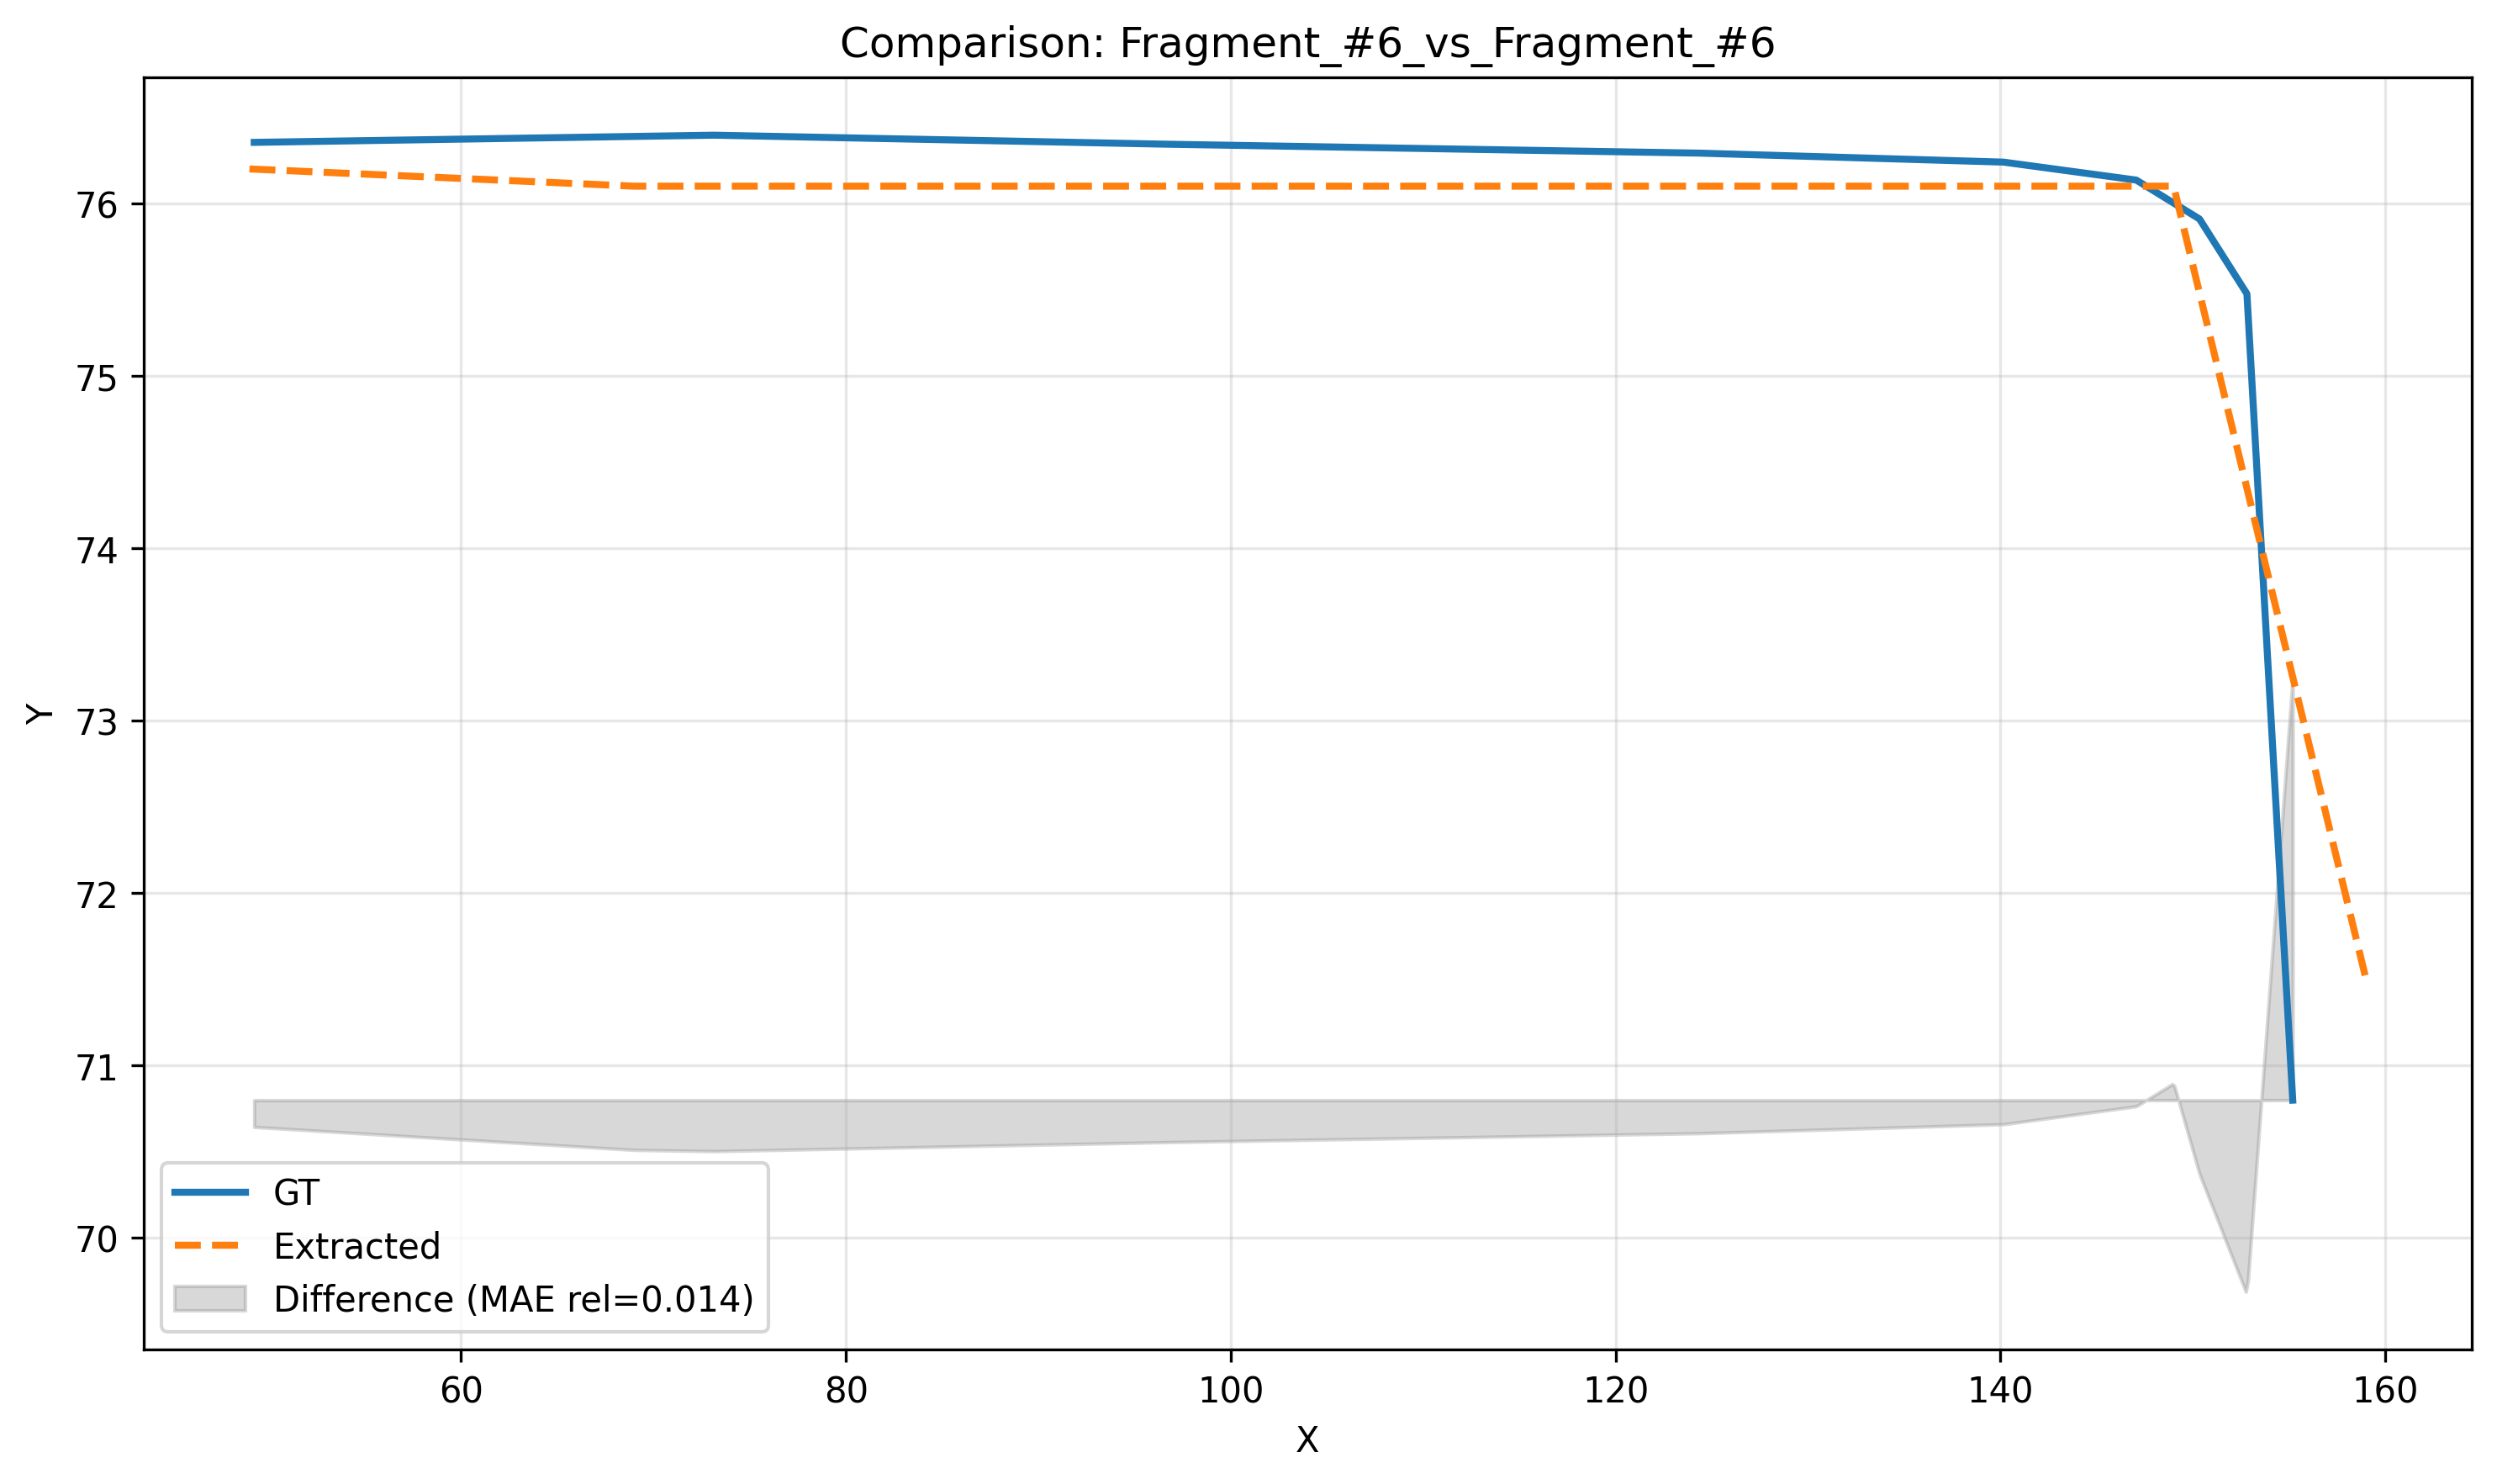 Comparison: Fragment_#6_vs_Fragment_#6
Y
76
75
74
73
72
71
70
GT
Extracted
Difference (MAE rel=0.014)
60 80 100 120 140 160
X